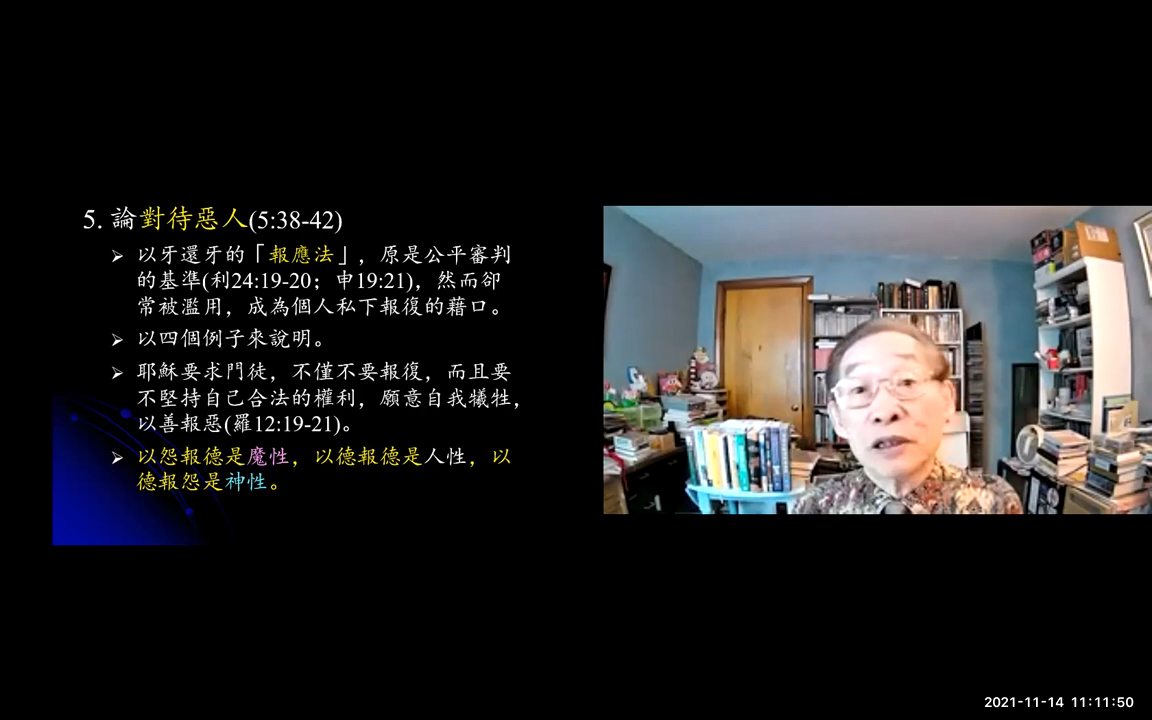 5. 論對待惡人(5:38-42)
➢ 以牙還牙的「報應法」，原是公平審判
的基準(利24:19-20；申19:21)，然而卻
常被濫用，成為個人私下報復的藉口。
➢ 以四個例子來說明。
➢ 耶穌要求門徒，不僅不要報復，而且要
不堅持自己合法的權利，願意自我犧牲，
以善報惡(羅12:19-21)。
➢ 以怨報德是魔性，以德報德是人性，以
德報怨是神性。
2021-11-14 11:11:50